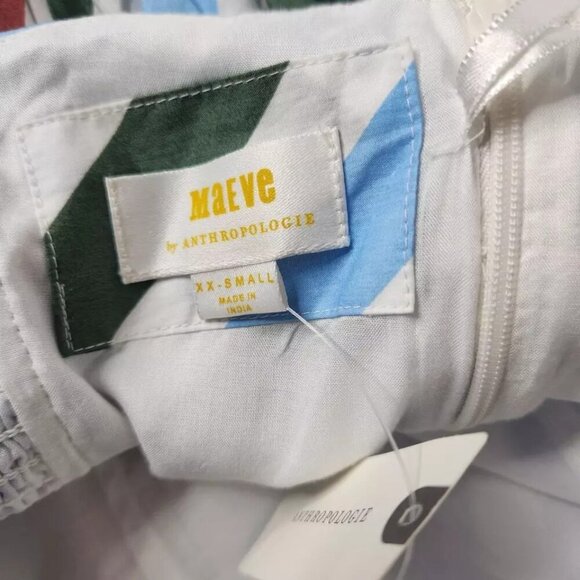 MaEVe
by ANTHROPOLOGIE
XX-SMALL
MADE IN
INDIA
ANTHROPOLOGIE